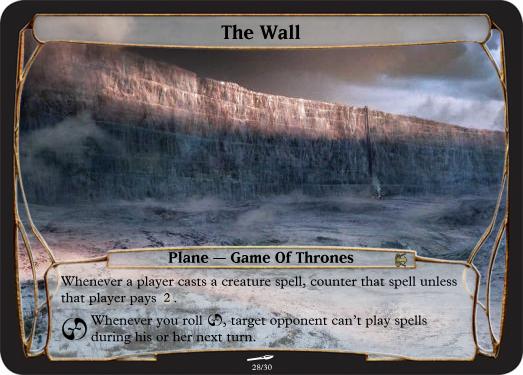 The Wall
Plane — Game Of Thrones
Whenever a player casts a creature spell, counter that spell unless
that player pays 2 .
Whenever you roll , target opponent can't play spells
during his or her next turn.
28/30